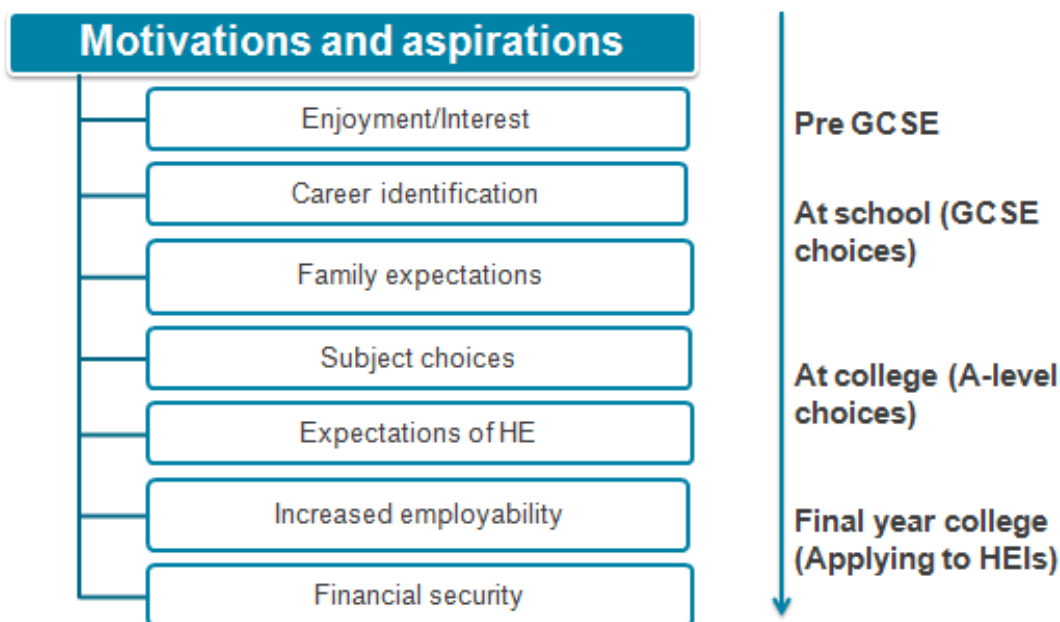 Motivations and aspirations
Enjoyment/Interest
Career identification
Family expectations
Subject choices
Expectations of HE
Increased employability
Financial security
Pre GCSE
At school (GCSE
choices)
At college (A-level
choices)
Final year college
(Applying to HEIs)